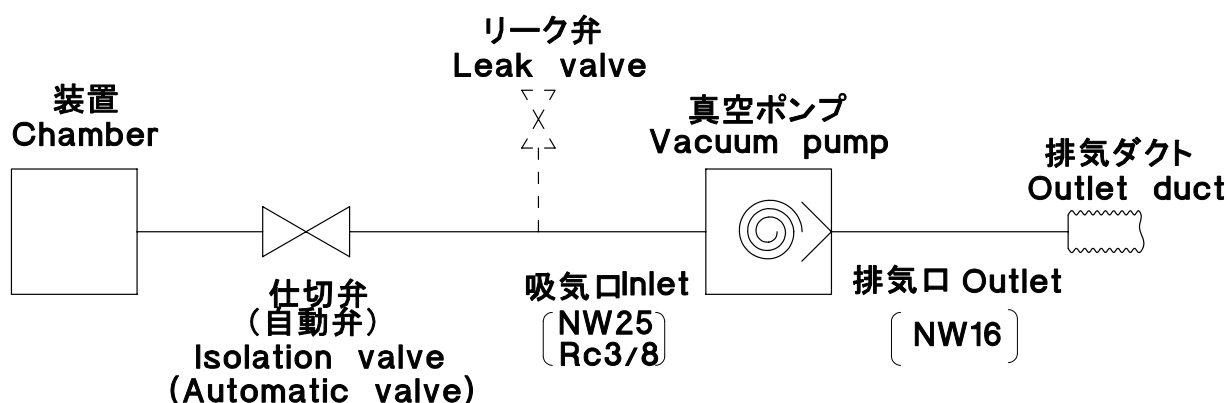 リーク弁
Leak valve
装置
Chamber
真空ポンプ
Vacuum pump
排気ダクト
Outlet duct
仕切弁
（自動弁）
Isolation valve
(Automatic valve)
吸気口Inlet
NW25
Rc3/8
排気口 Outlet
NW16